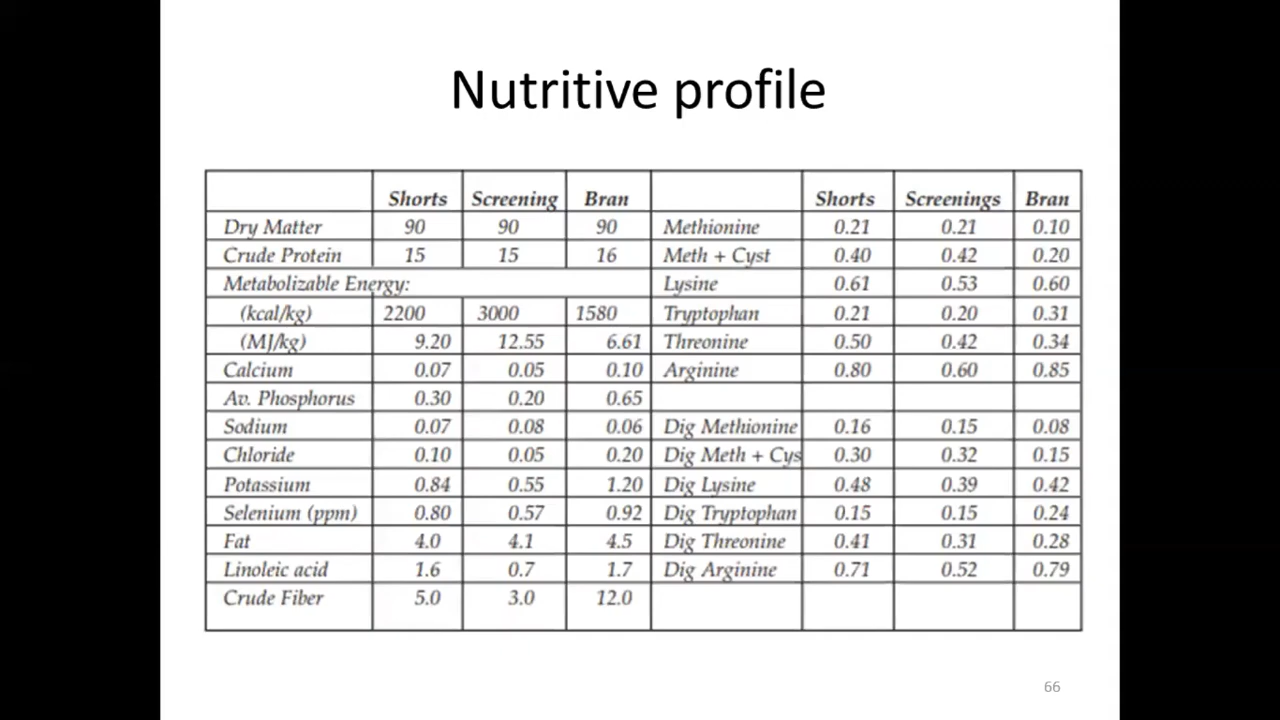 Nutritive profile
Shorts Screening Bran Shorts Screenings Bran
Dry Matter 90 90 90 Methionine 0.21 0.21 0.10
Crude Protein 15 15 16 Meth + Cyst 0.40 0.42 0.20
Metabolizable Energy: Lysine 0.61 0.53 0.60
(kcal/kg) 2200 3000 1580 Tryptophan 0.21 0.20 0.31
(MJ/kg) 9.20 12.55 6.61 Threonine 0.50 0.42 0.34
Calcium 0.07 0.05 0.10 Arginine 0.80 0.60 0.85
Av. Phosphorus 0.30 0.20 0.65
Sodium 0.07 0.08 0.06 Dig Methionine 0.16 0.15 0.08
Chloride 0.10 0.05 0.20 Dig Meth + Cys 0.30 0.32 0.15
Potassium 0.84 0.55 1.20 Dig Lysine 0.48 0.39 0.42
Selenium (ppm) 0.80 0.57 0.92 Dig Tryptophan 0.15 0.15 0.24
Fat 4.0 4.1 4.5 Dig Threonine 0.41 0.31 0.28
Linoleic acid 1.6 0.7 1.7 Dig Arginine 0.71 0.52 0.79
Crude Fiber 5.0 3.0 12.0
66